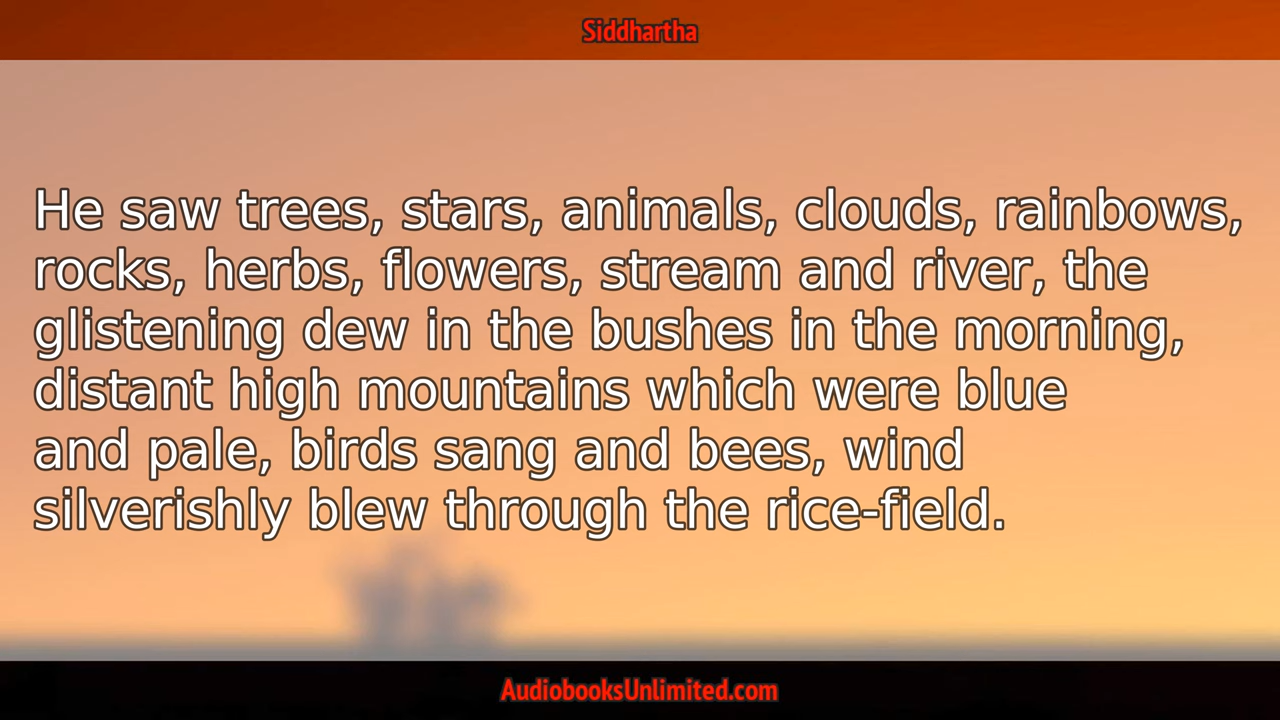 Siddhartha
He saw trees, stars, animals, clouds, rainbows,
rocks, herbs, flowers, stream and river, the
glistening dew in the bushes in the morning,
distant high mountains which were blue
and pale, birds sang and bees, wind
silverishly blew through the rice-field.
AudiobooksUnlimited.com